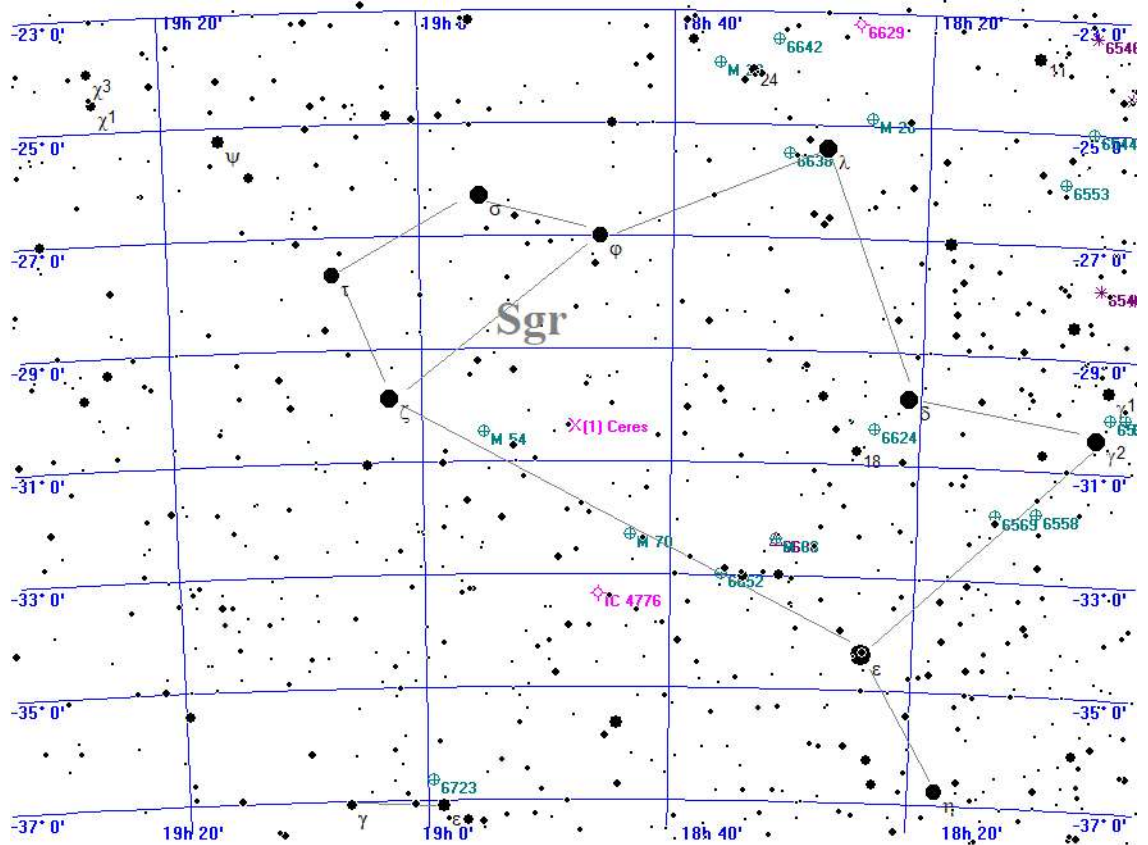 -23° 0' 19h 20' 19h 0' 18h 40' 18h 20' -23° 0'
6629
6642
24
11
χ3
χ1
-25° 0' -25° 0'
ψ
6638
λ
6553
σ
φ
-27° 0' -27° 0'
τ
Sgr
-29° 0' -29° 0'
ζ
δ
γ1
M 54
(1) Ceres
6624
18
γ2
-31° 0' -31° 0'
6569
6558
M 70
6652
IC 4776
-33° 0' -33° 0'
ε
-35° 0' -35° 0'
6723
γ
ε
η
-37° 0' -37° 0'
19h 20' 19h 0' 18h 40' 18h 20'